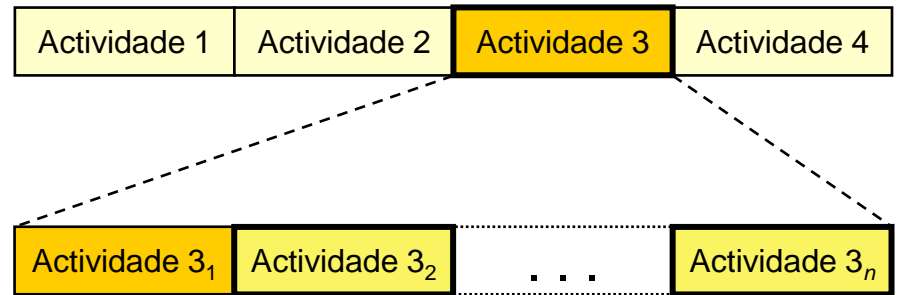 Actividade 1 Actividade 2 Actividade 3 Actividade 4
Actividade 3₁ Actividade 3₂ . . . Actividade 3ₙ